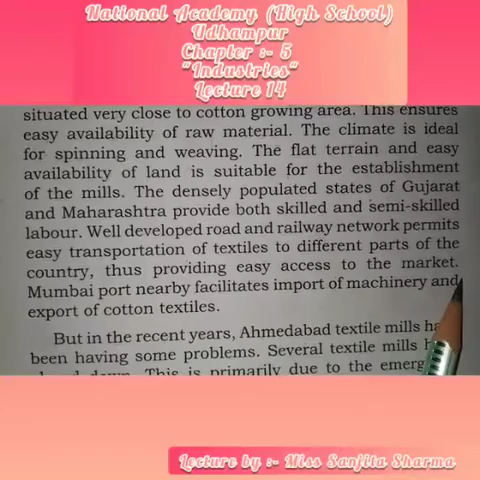 National Academy (High School)
Udhampur
Chapter :- 5
"Industries"
Lecture 14
situated very close to cotton growing area. This ensures
easy availability of raw material. The climate is ideal
for spinning and weaving. The flat terrain and easy
availability of land is suitable for the establishment
of the mills. The densely populated states of Gujarat
and Maharashtra provide both skilled and semi-skilled
labour. Well developed road and railway network permits
easy transportation of textiles to different parts of the
country, thus providing easy access to the market.
Mumbai port nearby facilitates import of machinery and
export of cotton textiles.
But in the recent years, Ahmedabad textile mills
been having some problems. Several textile mills
down. This is primarily due to the
Lecture by :- Miss Sanjita Sharma